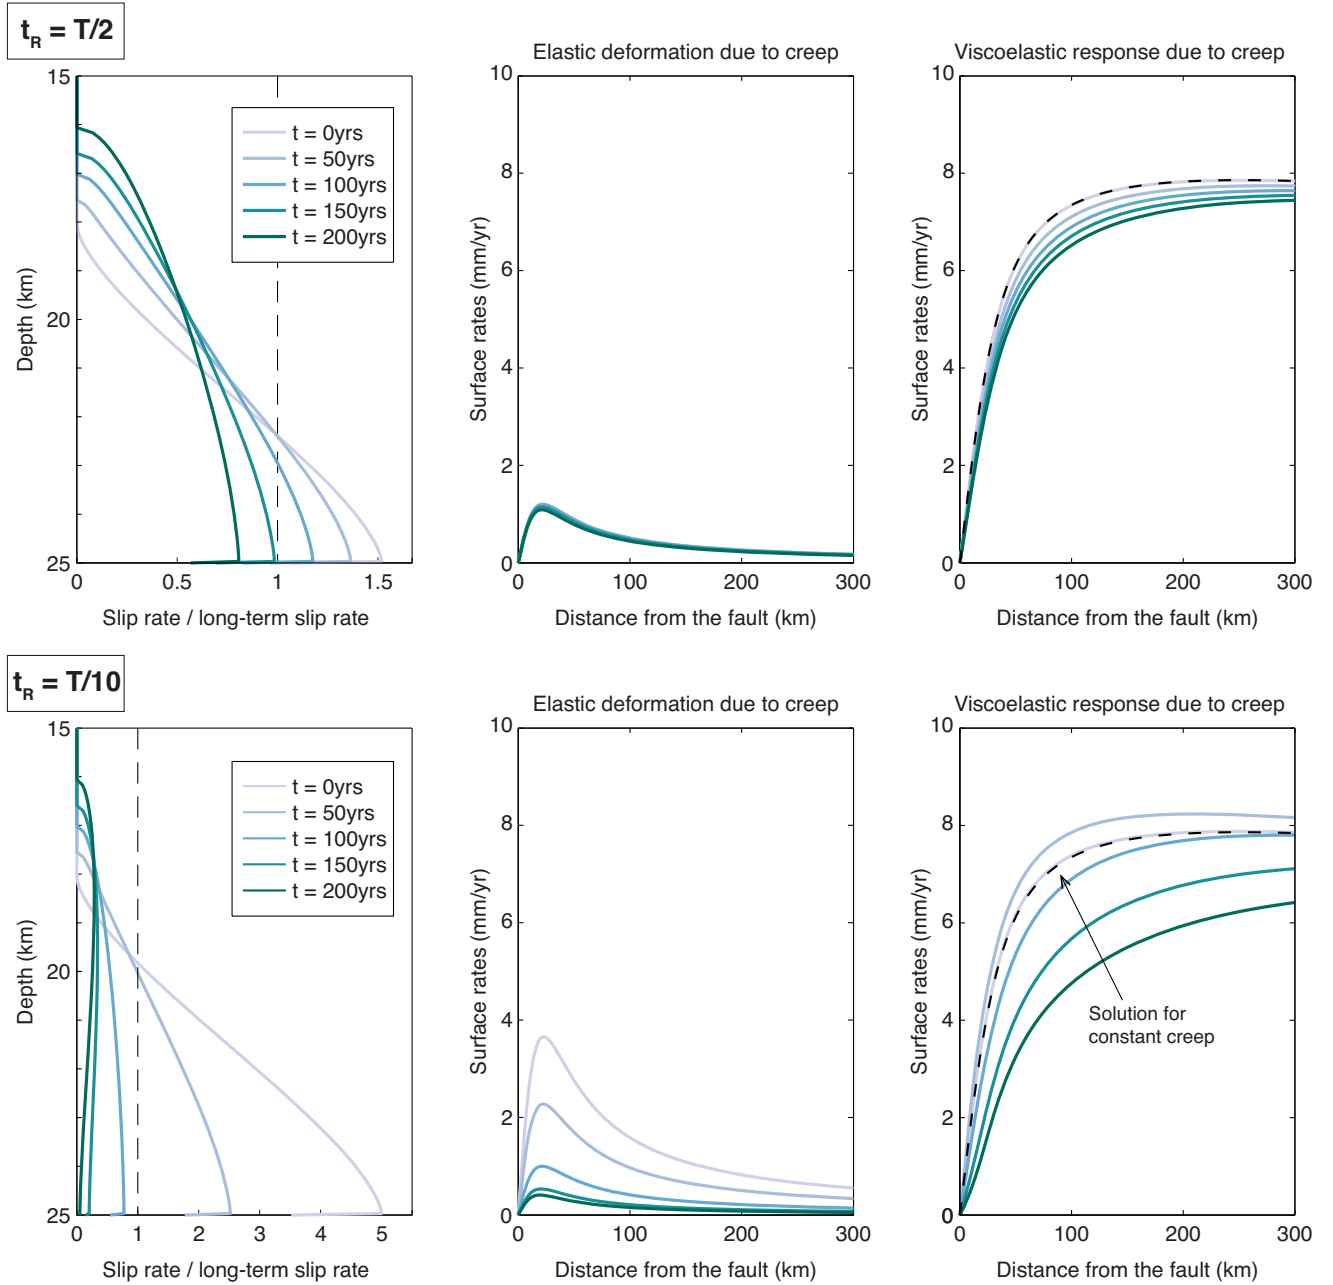 t_R = T/2
Elastic deformation due to creep
Viscoelastic response due to creep
15
20
25
Depth (km)
t = 0yrs
t = 50yrs
t = 100yrs
t = 150yrs
t = 200yrs
0 0.5 1 1.5
Slip rate / long-term slip rate
10
8
6
4
2
0
Surface rates (mm/yr)
0 100 200 300
Distance from the fault (km)
10
8
6
4
2
0
Surface rates (mm/yr)
0 100 200 300
Distance from the fault (km)
t_R = T/10
Elastic deformation due to creep
Viscoelastic response due to creep
15
20
25
Depth (km)
t = 0yrs
t = 50yrs
t = 100yrs
t = 150yrs
t = 200yrs
0 1 2 3 4 5
Slip rate / long-term slip rate
10
8
6
4
2
0
Surface rates (mm/yr)
0 100 200 300
Distance from the fault (km)
10
8
6
4
2
0
Surface rates (mm/yr)
Solution for
constant creep
0 100 200 300
Distance from the fault (km)